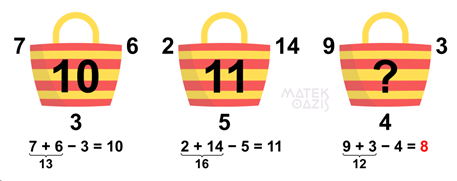 7 6 2 14 9 3
10 11 ?
3 5 4
MATEK
OAZIS
7 + 6 − 3 = 10 2 + 14 − 5 = 11 9 + 3 − 4 = 8
13 16 12